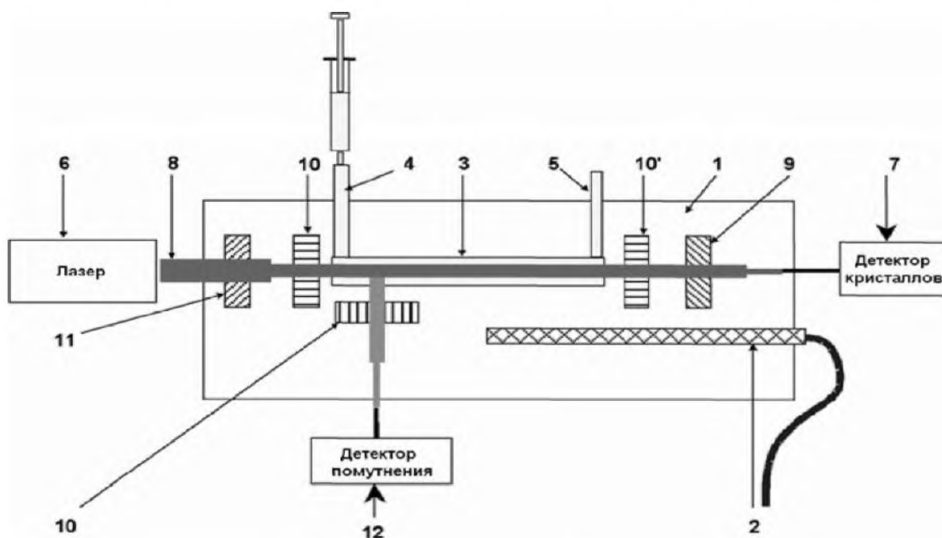 6 8 10 4 3 5 10' 1 9 7
Лазер
Детектор
кристаллов
11
Детектор
помутнения
10 12 2